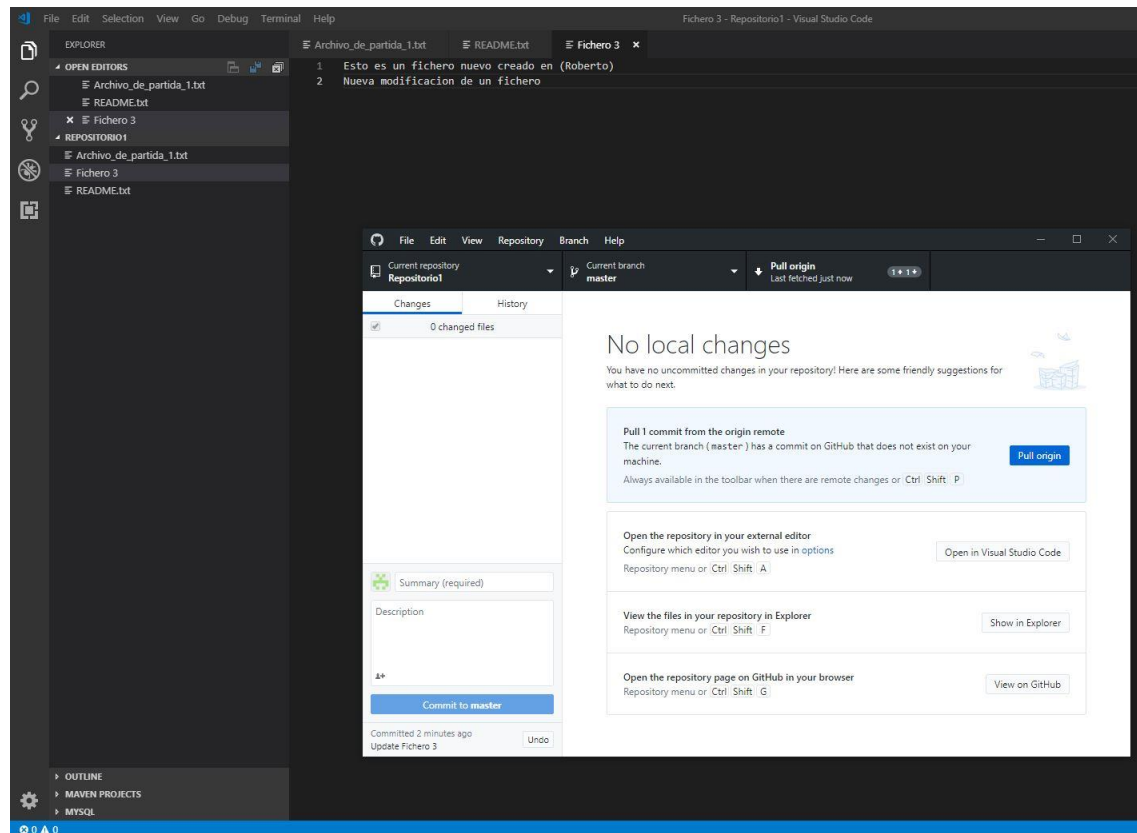 File Edit Selection View Go Debug Terminal Help
Fichero 3 - Repositorio1 - Visual Studio Code
EXPLORER
OPEN EDITORS
Archivo_de_partida_1.txt
README.txt
Fichero 3
REPOSITORIO1
Archivo_de_partida_1.txt
Fichero 3
README.txt
Archivo_de_partida_1.txt README.txt Fichero 3
1 Esto es un fichero nuevo creado en (Roberto)
2 Nueva modificacion de un fichero
File Edit View Repository Branch Help
Current repository
Repositorio1
Current branch
master
Pull origin
Last fetched just now
1 1
Changes History
0 changed files
No local changes
You have no uncommitted changes in your repository! Here are some friendly suggestions for
what to do next.
Pull 1 commit from the origin remote
The current branch (master) has a commit on GitHub that does not exist on your
machine.
Pull origin
Always available in the toolbar when there are remote changes or Ctrl Shift P
Open the repository in your external editor
Configure which editor you wish to use in options
Repository menu or Ctrl Shift A
Open in Visual Studio Code
View the files in your repository in Explorer
Repository menu or Ctrl Shift F
Show in Explorer
Open the repository page on GitHub in your browser
Repository menu or Ctrl Shift G
View on GitHub
Summary (required)
Description
Commit to master
Committed 2 minutes ago
Update Fichero 3
Undo
OUTLINE
MAVEN PROJECTS
MYSQL
0 0